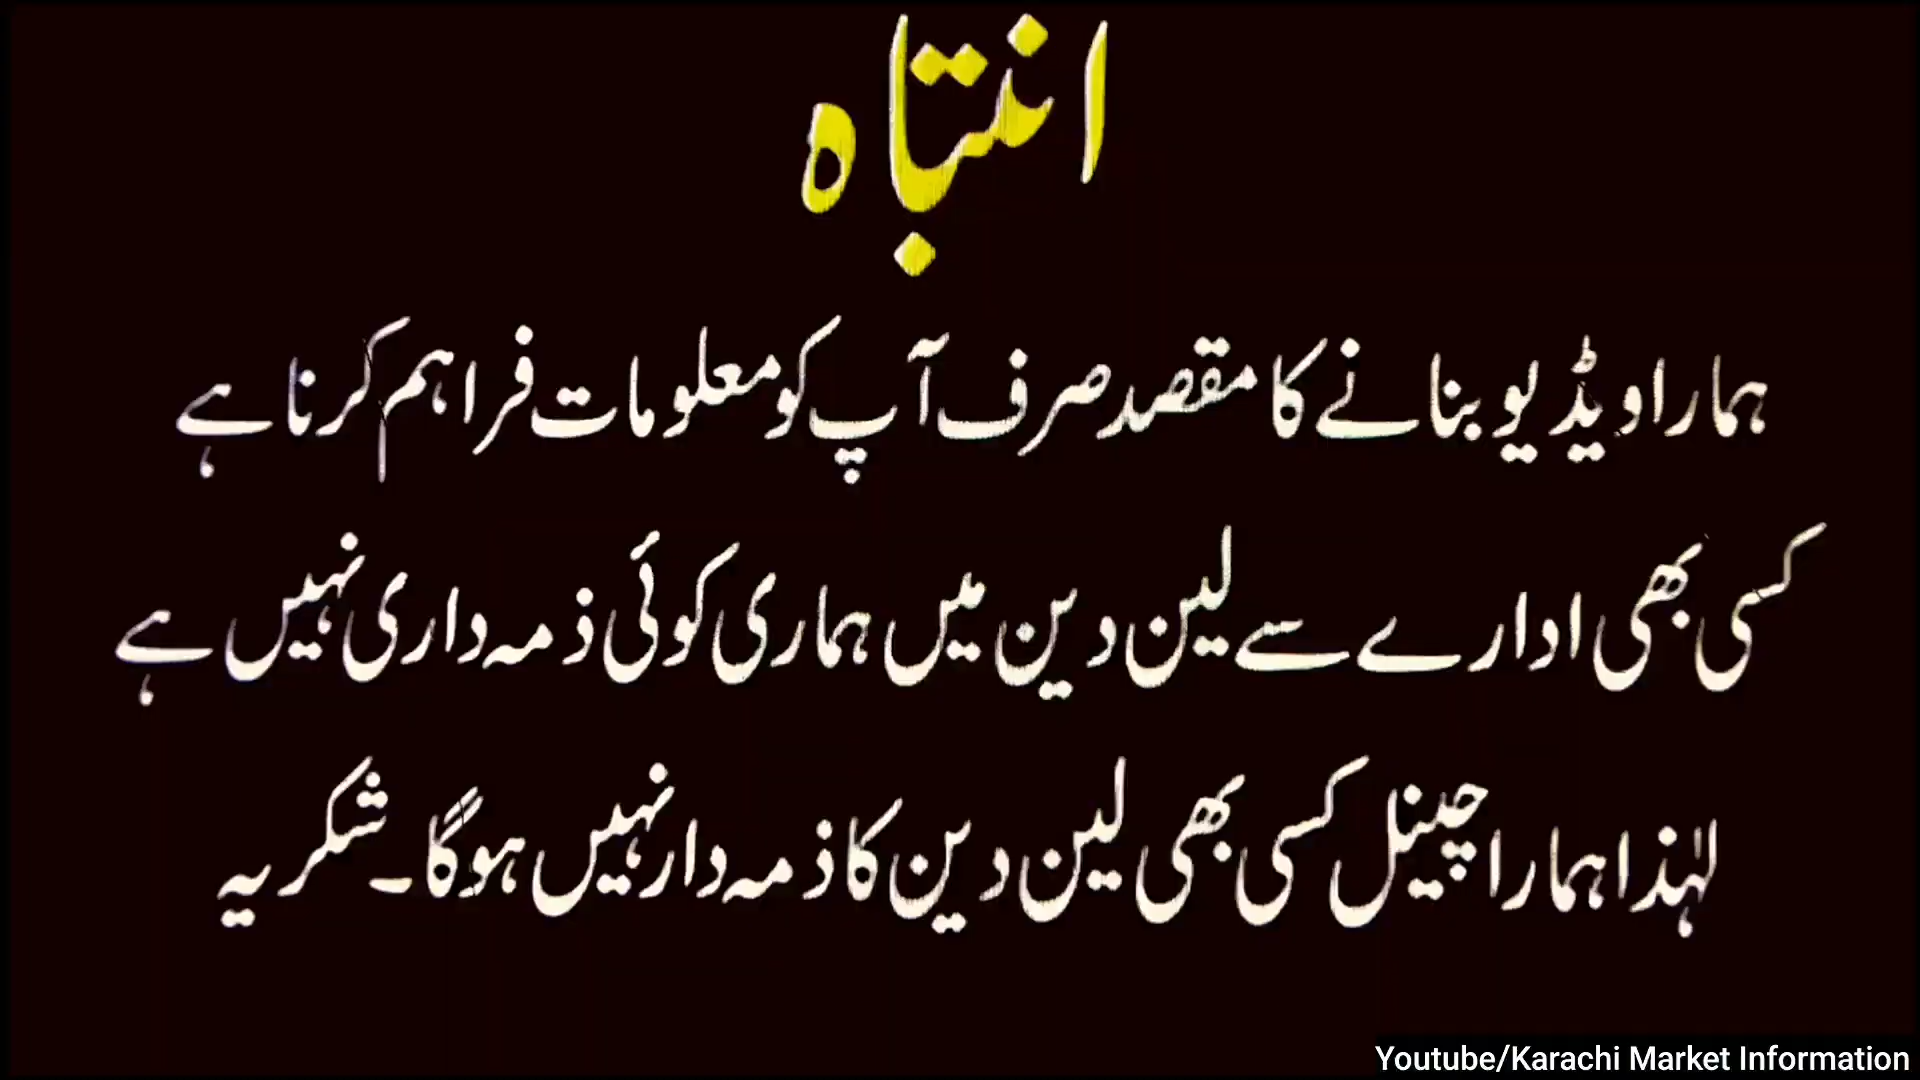 انتباہ
ہمارا ویڈیو بنانے کا مقصد صرف آپ کو معلومات فراہم کرنا ہے
کسی بھی ادارے سے لین دین میں ہماری کوئی ذمہ داری نہیں ہے
لہٰذا ہمارا چینل کسی بھی لین دین کا ذمہ دار نہیں ہوگا۔ شکریہ
Youtube/Karachi Market Information